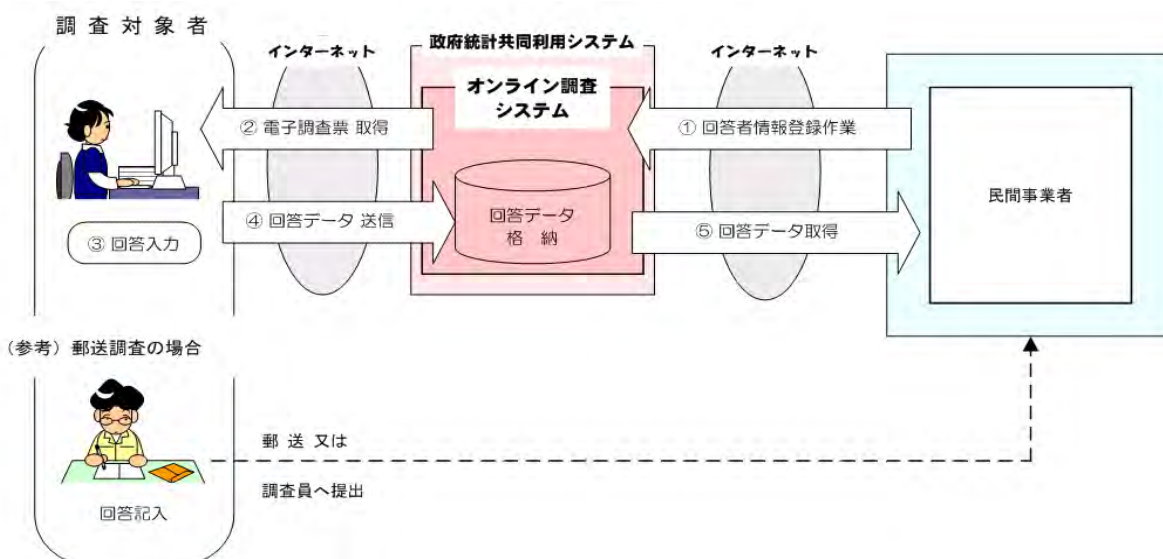 調 査 対 象 者
インターネット
政府統計共同利用システム
インターネット
オンライン調査
システム
② 電子調査票 取得
① 回答者情報登録作業
③ 回答入力
④ 回答データ 送信
回答データ
格 納
⑤ 回答データ取得
民間事業者
（参考）郵送調査の場合
郵 送 又は
調査員へ提出
回答記入